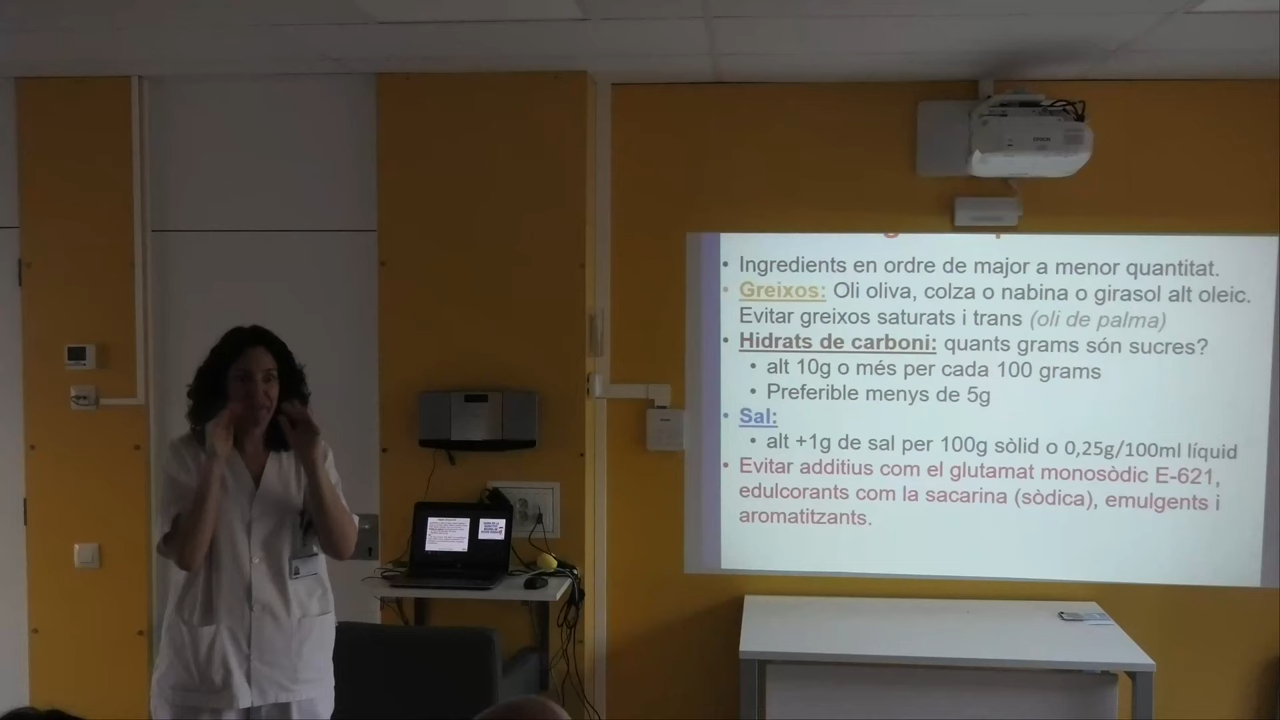 EPSON
• Ingredients en ordre de major a menor quantitat.
• Greixos: Oli oliva, colza o nabina o girasol alt oleic.
Evitar greixos saturats i trans (oli de palma)
• Hidrats de carboni: quants grams són sucres?
• alt 10g o més per cada 100 grams
• Preferible menys de 5g
• Sal:
• alt +1g de sal per 100g sòlid o 0,25g/100ml líquid
• Evitar additius com el glutamat monosòdic E-621,
edulcorants com la sacarina (sòdica), emulgents i
aromatitzants.